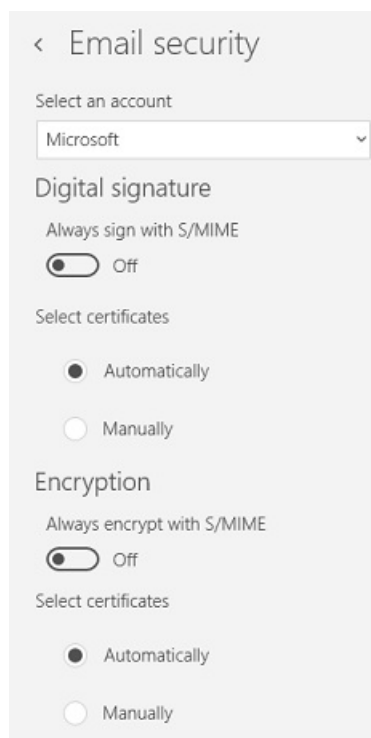 Email security
Select an account
Microsoft
Digital signature
Always sign with S/MIME
Off
Select certificates
Automatically
Manually
Encryption
Always encrypt with S/MIME
Off
Select certificates
Automatically
Manually